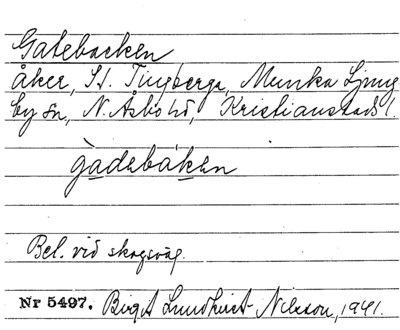 Gatebacken
åker, St. Tingberga, Munka Ljung
by sn, N. Åsbo hd, Kristianstads l.
gàdebáken
Bel. vid skogsväg.
Nr 5497. Birgit Lundkvist-Nilsson, 1941.